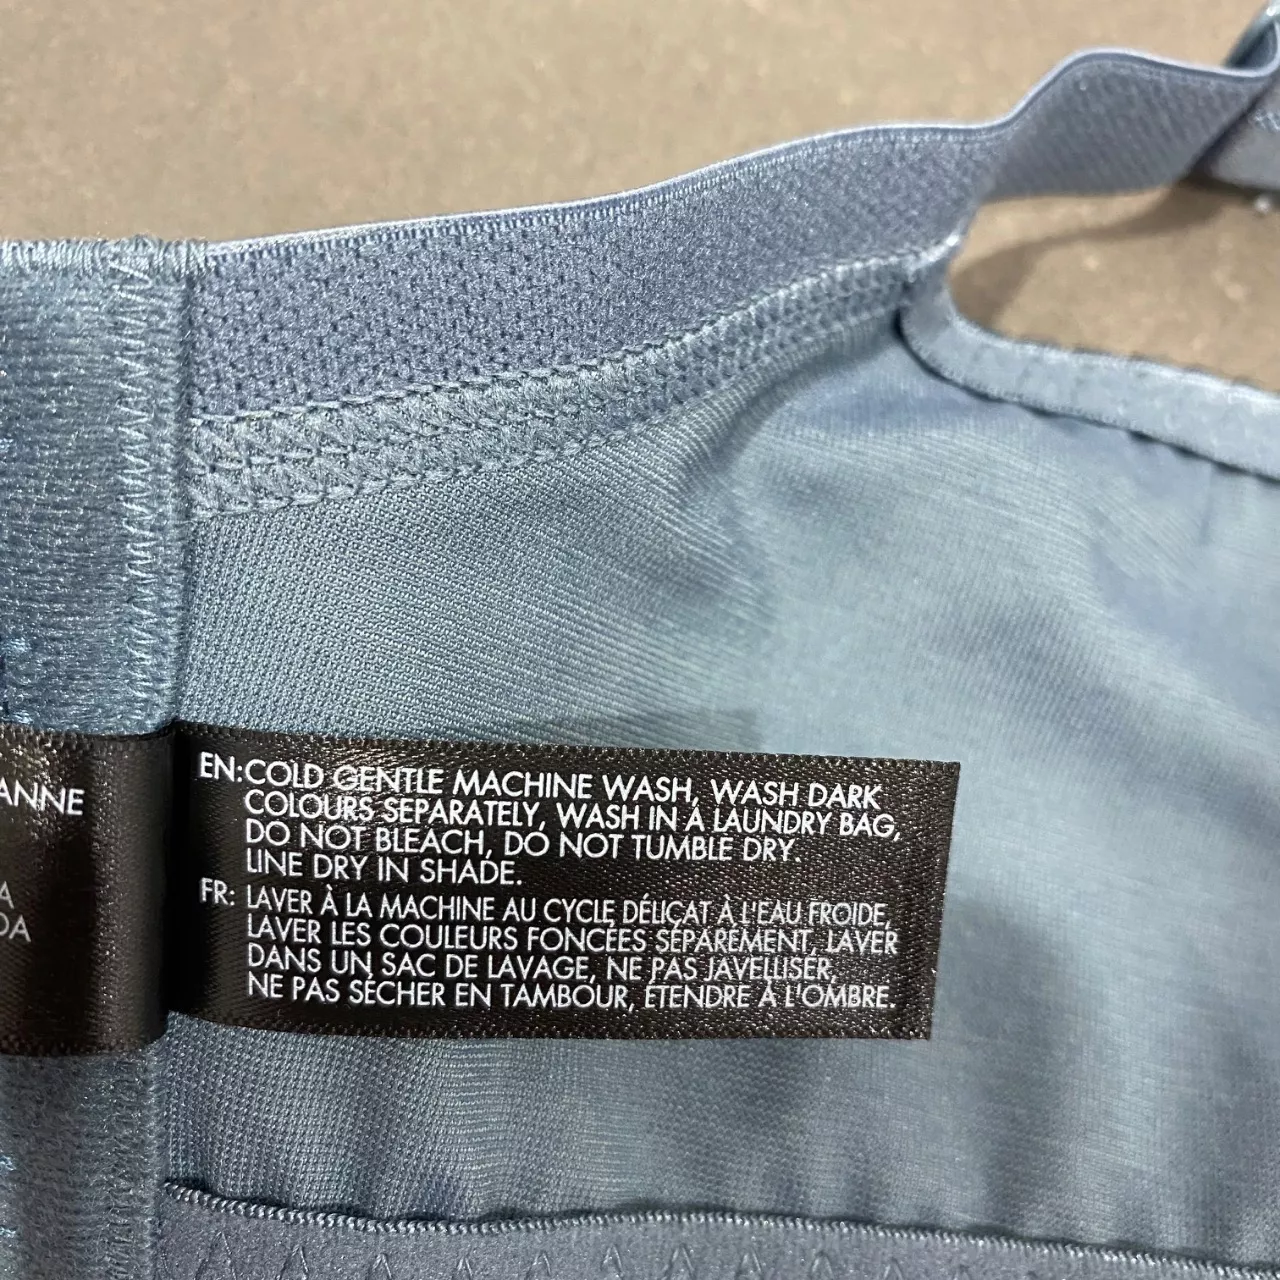 ANNE
A
DA
EN:COLD GENTLE MACHINE WASH, WASH DARK
COLOURS SEPARATELY, WASH IN A LAUNDRY BAG,
DO NOT BLEACH, DO NOT TUMBLE DRY.
LINE DRY IN SHADE.
FR: LAVER À LA MACHINE AU CYCLE DÉLICAT À L'EAU FROIDE,
LAVER LES COULEURS FONCÉES SÉPARÉMENT, LAVER
DANS UN SAC DE LAVAGE, NE PAS JAVELLISER,
NE PAS SÉCHER EN TAMBOUR, ÉTENDRE À L'OMBRE.